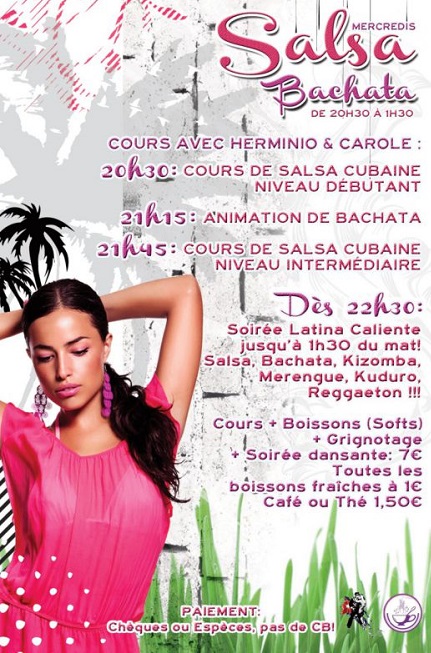 MERCREDIS
Salsa
Bachata
DE 20H30 À 1H30
COURS AVEC HERMINIO & CAROLE :
20h30: COURS DE SALSA CUBAINE
NIVEAU DÉBUTANT
21h15: ANIMATION DE BACHATA
21h45: COURS DE SALSA CUBAINE
NIVEAU INTERMÉDIAIRE
Dès 22h30:
Soirée Latina Caliente
jusqu'à 1h30 du mat!
Salsa, Bachata, Kizomba,
Merengue, Kuduro,
Reggaeton !!!
Cours + Boissons (Softs)
+ Grignotage
+ Soirée dansante: 7€
Toutes les
boissons fraîches à 1€
Café ou Thé 1,50€
PAIEMENT:
Chèques ou Espèces, pas de CB!